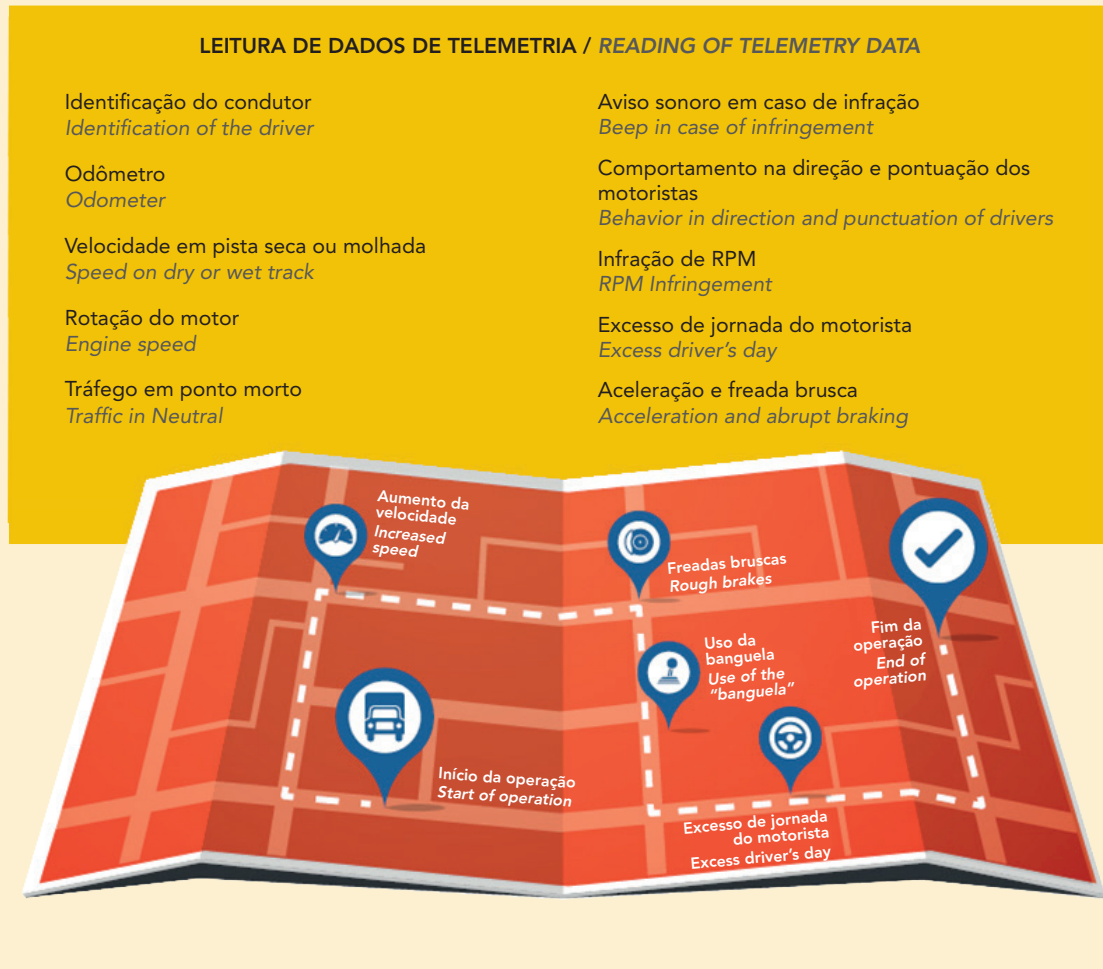 LEITURA DE DADOS DE TELEMETRIA / READING OF TELEMETRY DATA
Identificação do condutor
Identification of the driver
Odômetro
Odometer
Velocidade em pista seca ou molhada
Speed on dry or wet track
Rotação do motor
Engine speed
Tráfego em ponto morto
Traffic in Neutral
Aviso sonoro em caso de infração
Beep in case of infringement
Comportamento na direção e pontuação dos
motoristas
Behavior in direction and punctuation of drivers
Infração de RPM
RPM Infringement
Excesso de jornada do motorista
Excess driver's day
Aceleração e freada brusca
Acceleration and abrupt braking
Aumento da
velocidade
Increased
speed
Freadas bruscas
Rough brakes
Uso da
banguela
Use of the
"banguela"
Fim da
operação
End of
operation
Início da operação
Start of operation
Excesso de jornada
do motorista
Excess driver's day